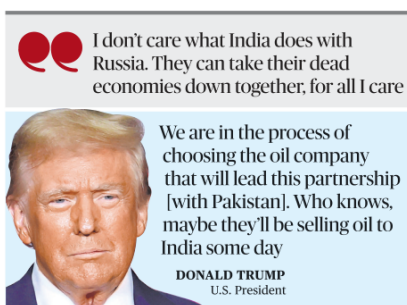 I don't care what India does with
Russia. They can take their dead
economies down together, for all I care
We are in the process of
choosing the oil company
that will lead this partnership
[with Pakistan]. Who knows,
maybe they'll be selling oil to
India some day
DONALD TRUMP
U.S. President